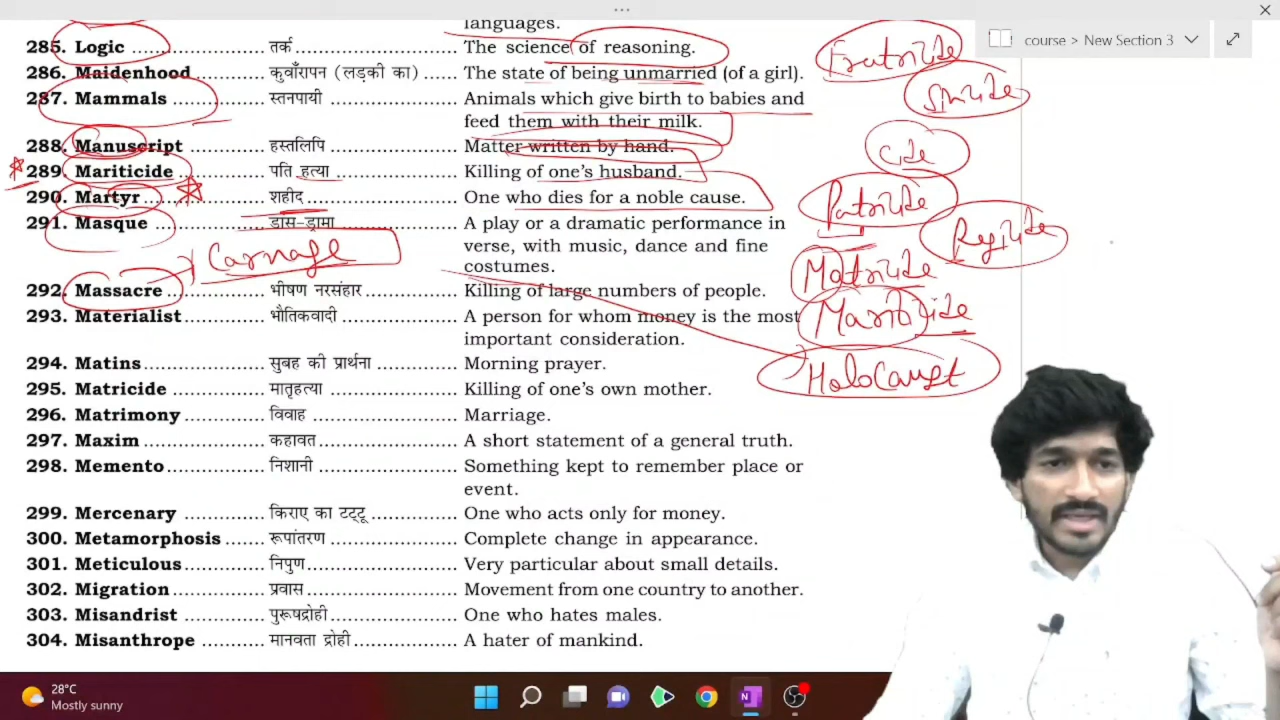 languages.
course > New Section 3
285. Logic .................... तर्क........................... The science of reasoning.
286. Maidenhood ............ कुवाँरापन (लड़की का) ...... The state of being unmarried (of a girl).
287. Mammals .............. स्तनपायी ..................... Animals which give birth to babies and
feed them with their milk.
288. Manuscript ............ हस्तलिपि ..................... Matter written by hand.
289. Mariticide .............. पति हत्या .................... Killing of one's husband.
290. Martyr ................... शहीद ......................... One who dies for a noble cause.
291. Masque .................. डांस-ड्रामा .................... A play or a dramatic performance in
verse, with music, dance and fine
costumes.
292. Massacre ................ भीषण नरसंहार ............... Killing of large numbers of people.
293. Materialist .............. भौतिकवादी ................... A person for whom money is the most
important consideration.
294. Matins .................... सुबह की प्रार्थना .............. Morning prayer.
295. Matricide ................ मातृहत्या ...................... Killing of one's own mother.
296. Matrimony .............. विवाह ......................... Marriage.
297. Maxim .................... कहावत ........................ A short statement of a general truth.
298. Memento ................ निशानी ....................... Something kept to remember place or
event.
299. Mercenary .............. किराए का टट्टू ................ One who acts only for money.
300. Metamorphosis ....... रूपांतरण ..................... Complete change in appearance.
301. Meticulous .............. निपुण ......................... Very particular about small details.
302. Migration ................ प्रवास ......................... Movement from one country to another.
303. Misandrist .............. पुरूषद्रोही ..................... One who hates males.
304. Misanthrope ........... मानवता द्रोही ................. A hater of mankind.
Carnage
Fratricide
cide
Patricide
Regicide
Matricide
Mariticide
Holocaust
28°C
Mostly sunny